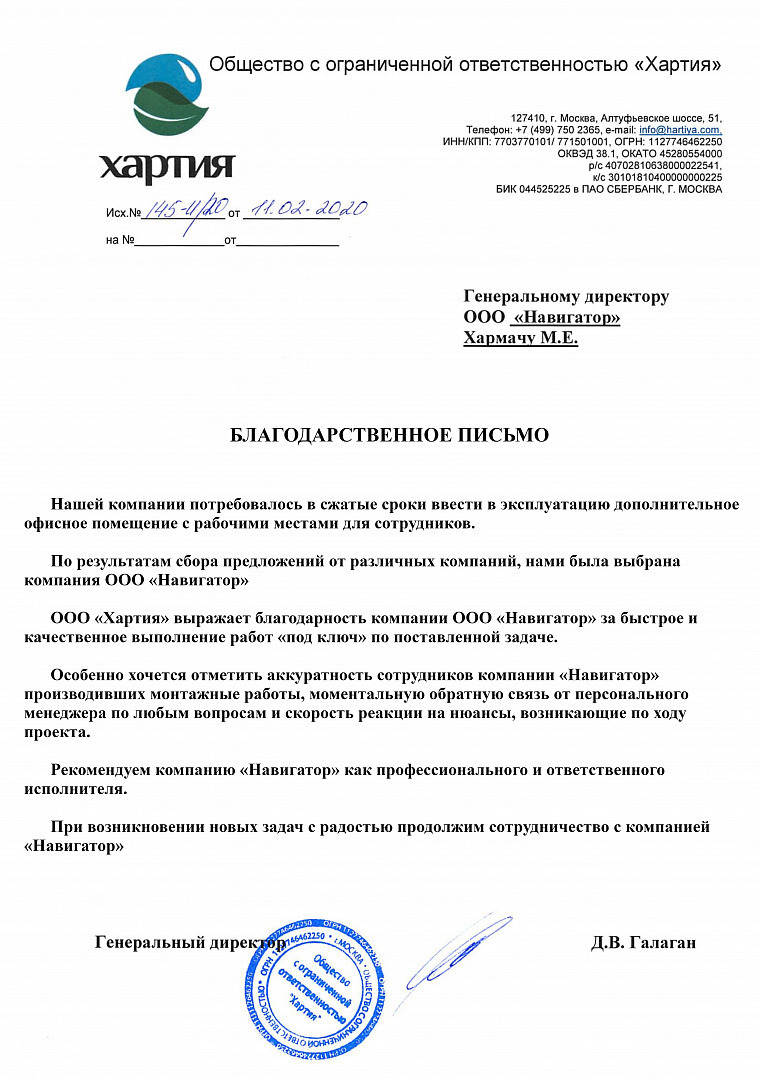 Общество с ограниченной ответственностью «Хартия»
хартия
127410, г. Москва, Алтуфьевское шоссе, 51,
Телефон: +7 (499) 750 2365, e-mail: info@hartiya.com,
ИНН/КПП: 7703770101/ 771501001, ОГРН: 1127746462250
ОКВЭД 38.1, ОКАТО 45280554000
р/с 40702810638000022541,
к/с 30101810400000000225
БИК 044525225 в ПАО СБЕРБАНК, Г. МОСКВА
Исх.№ 145-И/20 от 11.02-2020
на №______________от________________
Генеральному директору
ООО «Навигатор»
Хармачу М.Е.
БЛАГОДАРСТВЕННОЕ ПИСЬМО
Нашей компании потребовалось в сжатые сроки ввести в эксплуатацию дополнительное
офисное помещение с рабочими местами для сотрудников.
По результатам сбора предложений от различных компаний, нами была выбрана
компания ООО «Навигатор»
ООО «Хартия» выражает благодарность компании ООО «Навигатор» за быстрое и
качественное выполнение работ «под ключ» по поставленной задаче.
Особенно хочется отметить аккуратность сотрудников компании «Навигатор»
производивших монтажные работы, моментальную обратную связь от персонального
менеджера по любым вопросам и скорость реакции на нюансы, возникающие по ходу
проекта.
Рекомендуем компанию «Навигатор» как профессионального и ответственного
исполнителя.
При возникновении новых задач с радостью продолжим сотрудничество с компанией
«Навигатор»
Генеральный директор
Д.В. Галаган
ОГРН 1127746462250 * г.МОСКВА * ОБЩЕСТВО С ОГРАНИЧЕННОЙ ОТВЕТСТВЕННОСТЬЮ *
Общество
с ограниченной
ответственностью
"Хартия"